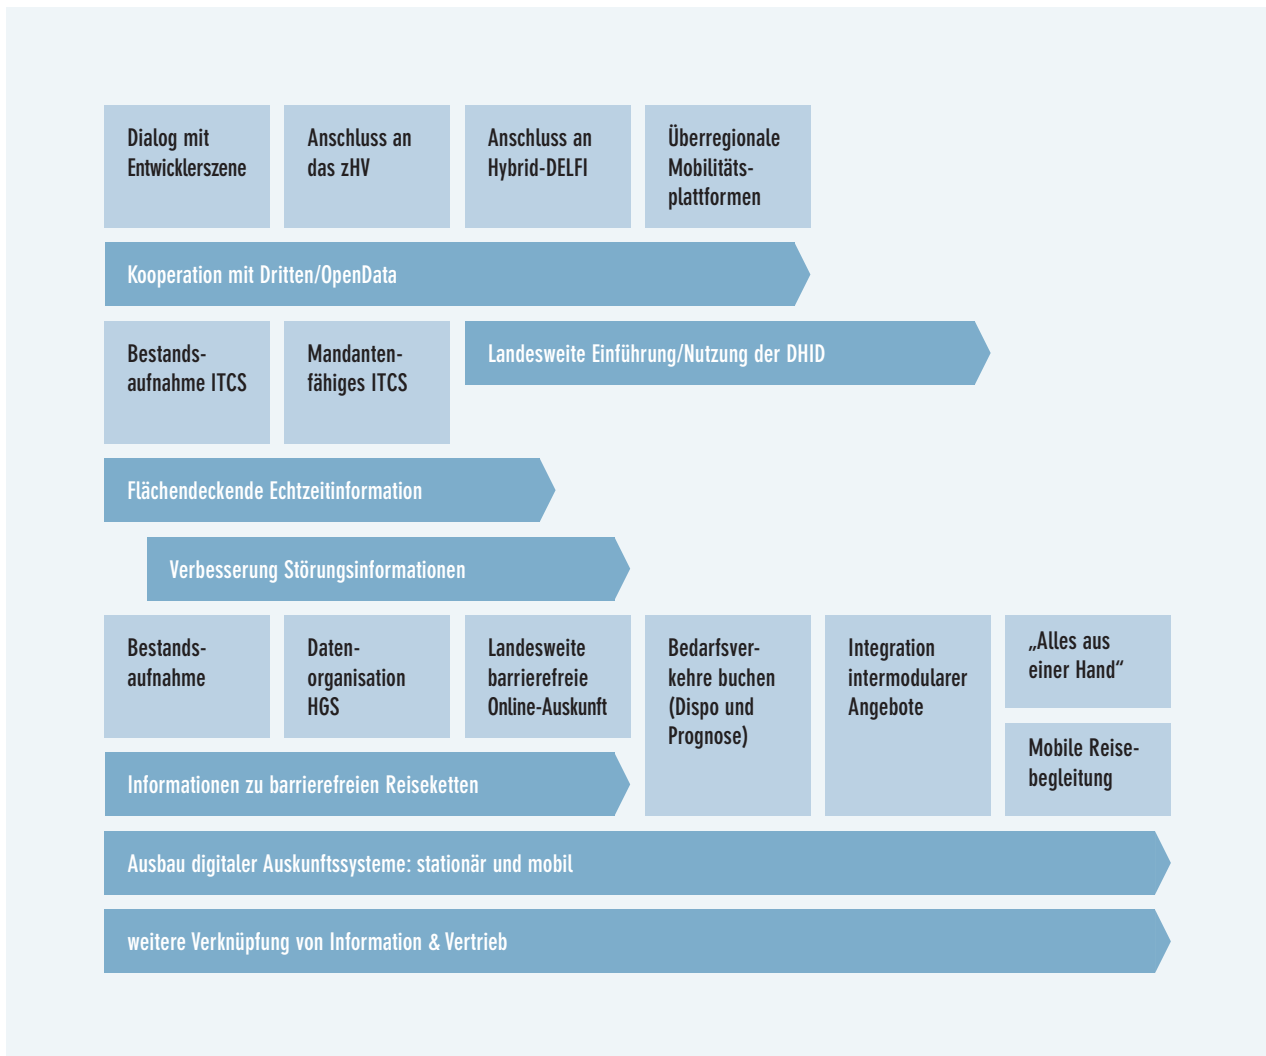 Dialog mit
Entwicklerszene
Anschluss an
das zHV
Anschluss an
Hybrid-DELFI
Überregionale
Mobilitäts-
plattformen
Kooperation mit Dritten/OpenData
Bestands-
aufnahme ITCS
Mandanten-
fähiges ITCS
Landesweite Einführung/Nutzung der DHID
Flächendeckende Echtzeitinformation
Verbesserung Störungsinformationen
Bestands-
aufnahme
Daten-
organisation
HGS
Landesweite
barrierefreie
Online-Auskunft
Bedarfsver-
kehre buchen
(Dispo und
Prognose)
Integration
intermodularer
Angebote
„Alles aus
einer Hand“
Mobile Reise-
begleitung
Informationen zu barrierefreien Reiseketten
Ausbau digitaler Auskunftssysteme: stationär und mobil
weitere Verknüpfung von Information & Vertrieb